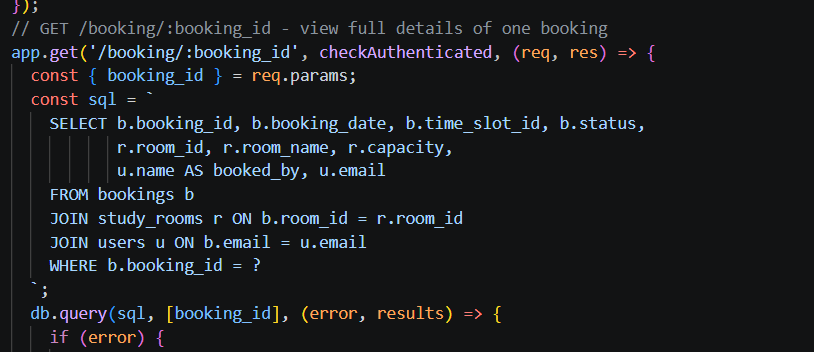 });
// GET /booking/:booking_id - view full details of one booking
app.get('/booking/:booking_id', checkAuthenticated, (req, res) => {
  const { booking_id } = req.params;
  const sql = `
    SELECT b.booking_id, b.booking_date, b.time_slot_id, b.status,
           r.room_id, r.room_name, r.capacity,
           u.name AS booked_by, u.email
    FROM bookings b
    JOIN study_rooms r ON b.room_id = r.room_id
    JOIN users u ON b.email = u.email
    WHERE b.booking_id = ?
  `;
  db.query(sql, [booking_id], (error, results) => {
    if (error) {